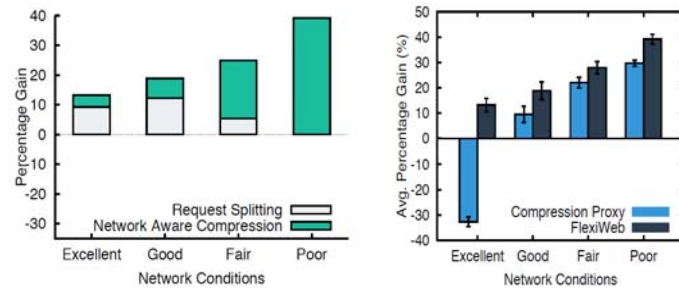 40
30
20
10
0
-10
-20
-30
Percentage Gain
Request Splitting
Network Aware Compression
Excellent Good Fair Poor
Network Conditions
50
40
30
20
10
0
-10
-20
-30
-40
Avg. Percentage Gain (%)
Compression Proxy
FlexiWeb
Excellent Good Fair Poor
Network Conditions